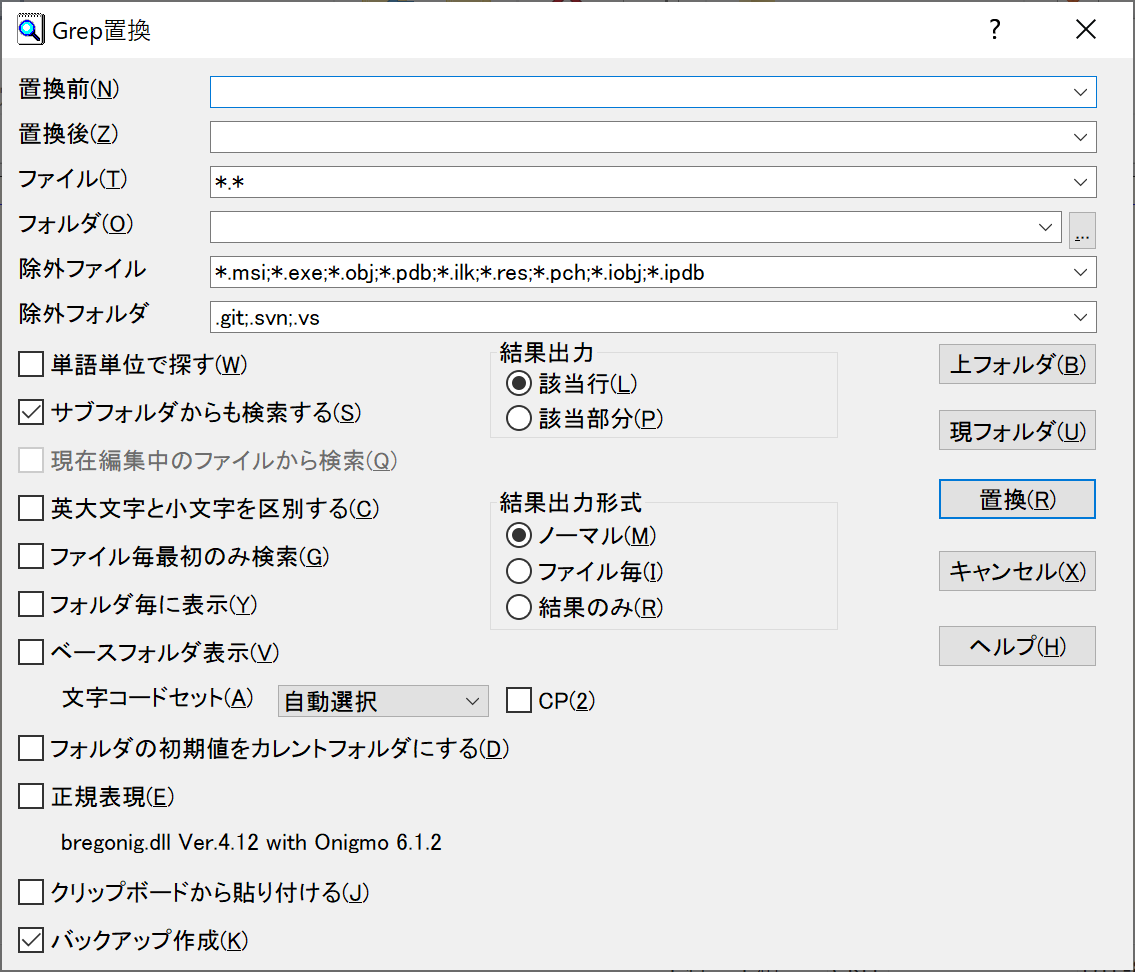 Grep置換
?
置換前(N)
置換後(Z)
ファイル(T) *.*
フォルダ(O) ...
除外ファイル *.msi;*.exe;*.obj;*.pdb;*.ilk;*.res;*.pch;*.iobj;*.ipdb
除外フォルダ .git;.svn;.vs
単語単位で探す(W)
サブフォルダからも検索する(S)
現在編集中のファイルから検索(Q)
英大文字と小文字を区別する(C)
ファイル毎最初のみ検索(G)
フォルダ毎に表示(Y)
ベースフォルダ表示(V)
文字コードセット(A) 自動選択 CP(2)
フォルダの初期値をカレントフォルダにする(D)
正規表現(E)
bregonig.dll Ver.4.12 with Onigmo 6.1.2
クリップボードから貼り付ける(J)
バックアップ作成(K)
結果出力
該当行(L)
該当部分(P)
結果出力形式
ノーマル(M)
ファイル毎(I)
結果のみ(R)
上フォルダ(B)
現フォルダ(U)
置換(R)
キャンセル(X)
ヘルプ(H)